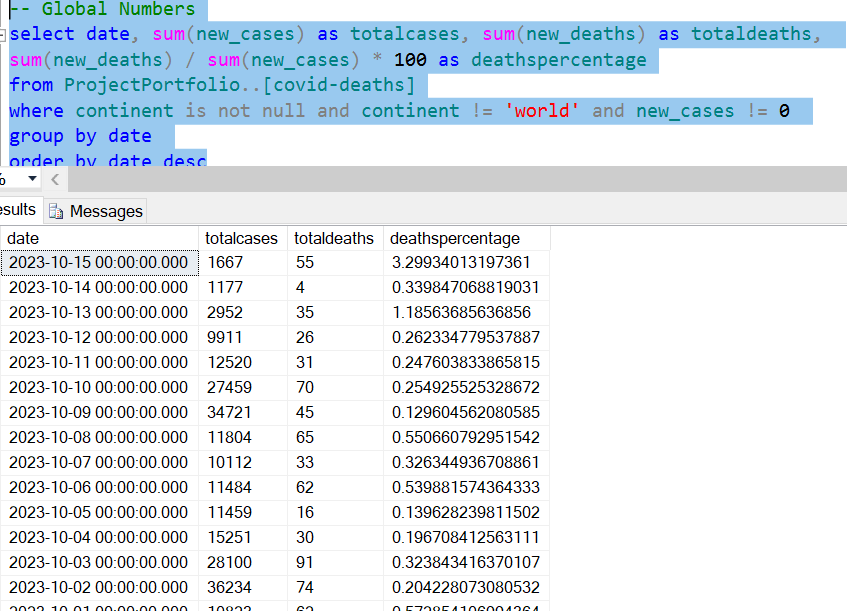 -- Global Numbers
select date, sum(new_cases) as totalcases, sum(new_deaths) as totaldeaths,
sum(new_deaths) / sum(new_cases) * 100 as deathspercentage
from ProjectPortfolio..[covid-deaths]
where continent is not null and continent != 'world' and new_cases != 0
group by date
order by date desc
%
esults Messages
date totalcases totaldeaths deathspercentage
2023-10-15 00:00:00.000 1667 55 3.29934013197361
2023-10-14 00:00:00.000 1177 4 0.339847068819031
2023-10-13 00:00:00.000 2952 35 1.18563685636856
2023-10-12 00:00:00.000 9911 26 0.262334779537887
2023-10-11 00:00:00.000 12520 31 0.247603833865815
2023-10-10 00:00:00.000 27459 70 0.254925525328672
2023-10-09 00:00:00.000 34721 45 0.129604562080585
2023-10-08 00:00:00.000 11804 65 0.550660792951542
2023-10-07 00:00:00.000 10112 33 0.326344936708861
2023-10-06 00:00:00.000 11484 62 0.539881574364333
2023-10-05 00:00:00.000 11459 16 0.139628239811502
2023-10-04 00:00:00.000 15251 30 0.196708412563111
2023-10-03 00:00:00.000 28100 91 0.323843416370107
2023-10-02 00:00:00.000 36234 74 0.204228073080532